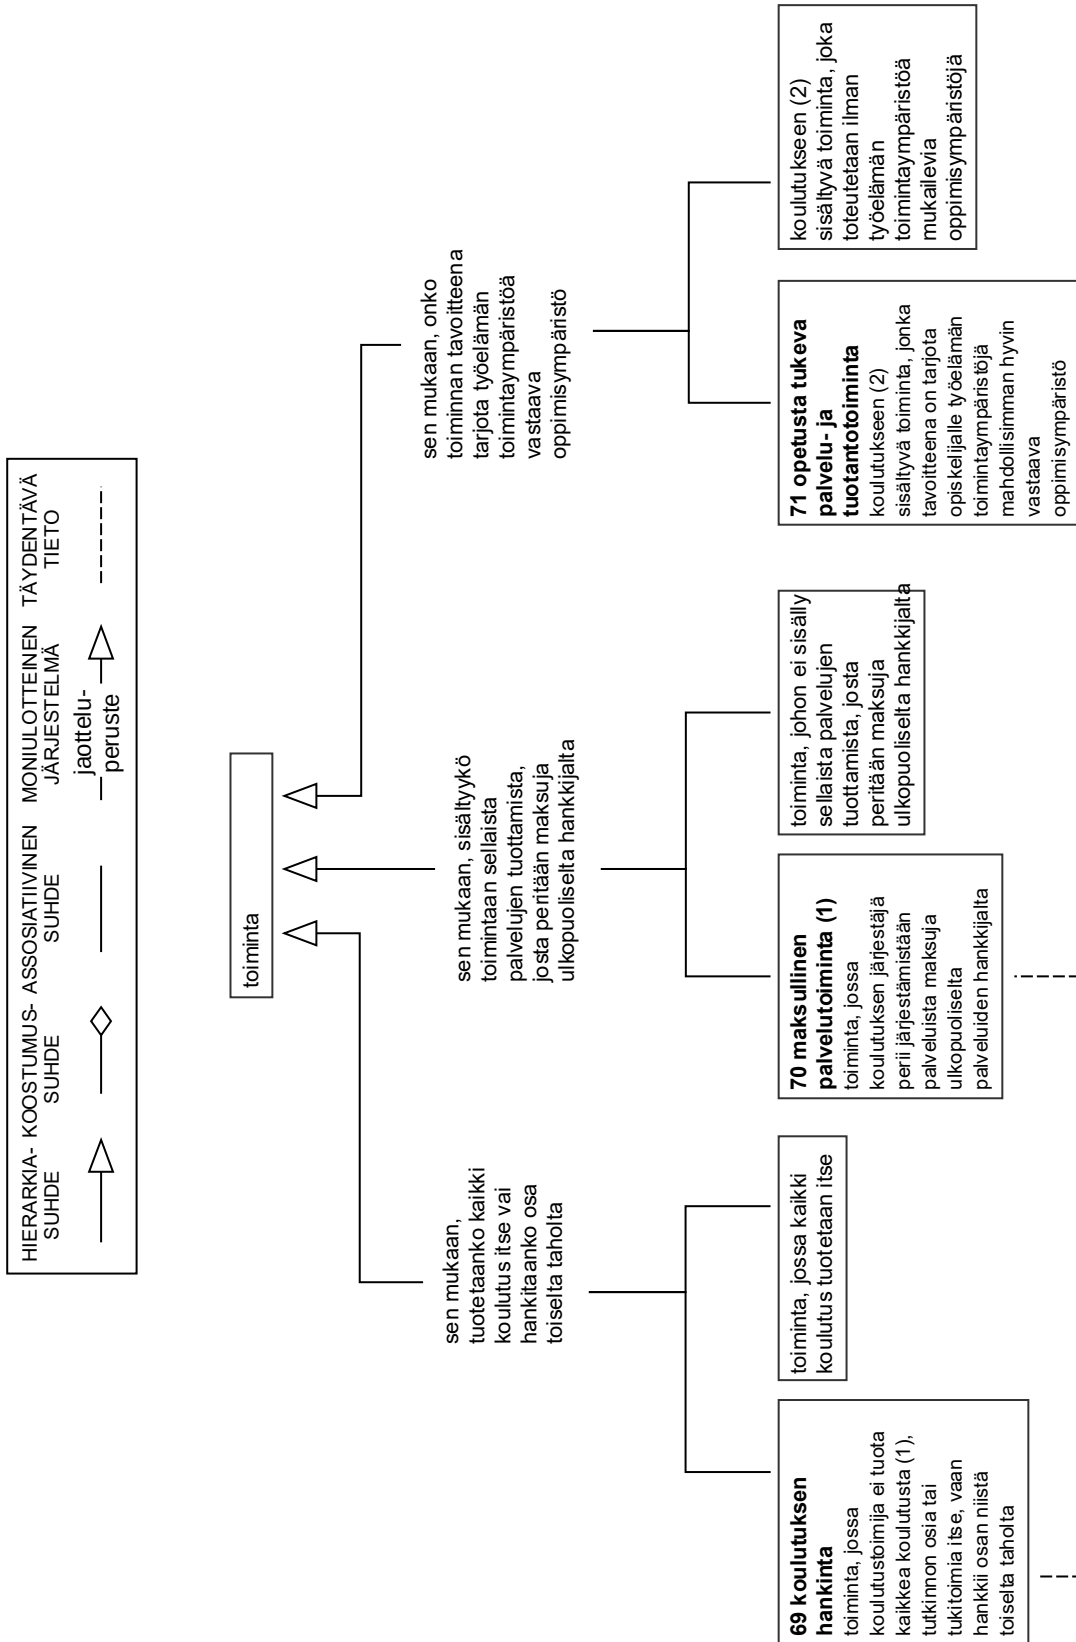 HIERARKIA-
SUHDE
KOOSTUMUS-
SUHDE
ASSOSIATIIVINEN
SUHDE
MONIULOTTEINEN
JÄRJESTELMÄ
jaottelu-
peruste
TÄYDENTÄVÄ
TIETO
toiminta
sen mukaan,
tuotetaanko kaikki
koulutus itse vai
hankitaanko osa
toiselta taholta
sen mukaan, sisältyykö
toimintaan sellaista
palvelujen tuottamista,
josta peritään maksuja
ulkopuoliselta hankkijalta
sen mukaan, onko
toiminnan tavoitteena
tarjota työelämän
toimintaympäristöä
vastaava
oppimisympäristö
69 koulutuksen
hankinta
toiminta, jossa
koulutustoimija ei tuota
kaikkea koulutusta (1),
tutkinnon osia tai
tukitoimia itse, vaan
hankkii osan niistä
toiselta taholta
toiminta, jossa kaikki
koulutus tuotetaan itse
70 maksullinen
palvelutoiminta (1)
toiminta, jossa
koulutuksen järjestäjä
perii järjestämistään
palveluista maksuja
ulkopuoliselta
palveluiden hankkijalta
toiminta, johon ei sisälly
sellaista palvelujen
tuottamista, josta
peritään maksuja
ulkopuoliselta hankkijalta
71 opetusta tukeva
palvelu- ja
tuotantotoiminta
koulutukseen (2)
sisältyvä toiminta, jonka
tavoitteena on tarjota
opiskelijalle työelämän
toimintaympäristöjä
mahdollisimman hyvin
vastaava
oppimisympäristö
koulutukseen (2)
sisältyvä toiminta, joka
toteutetaan ilman
työelämän
toimintaympäristöä
mukailevia
oppimisympäristöjä